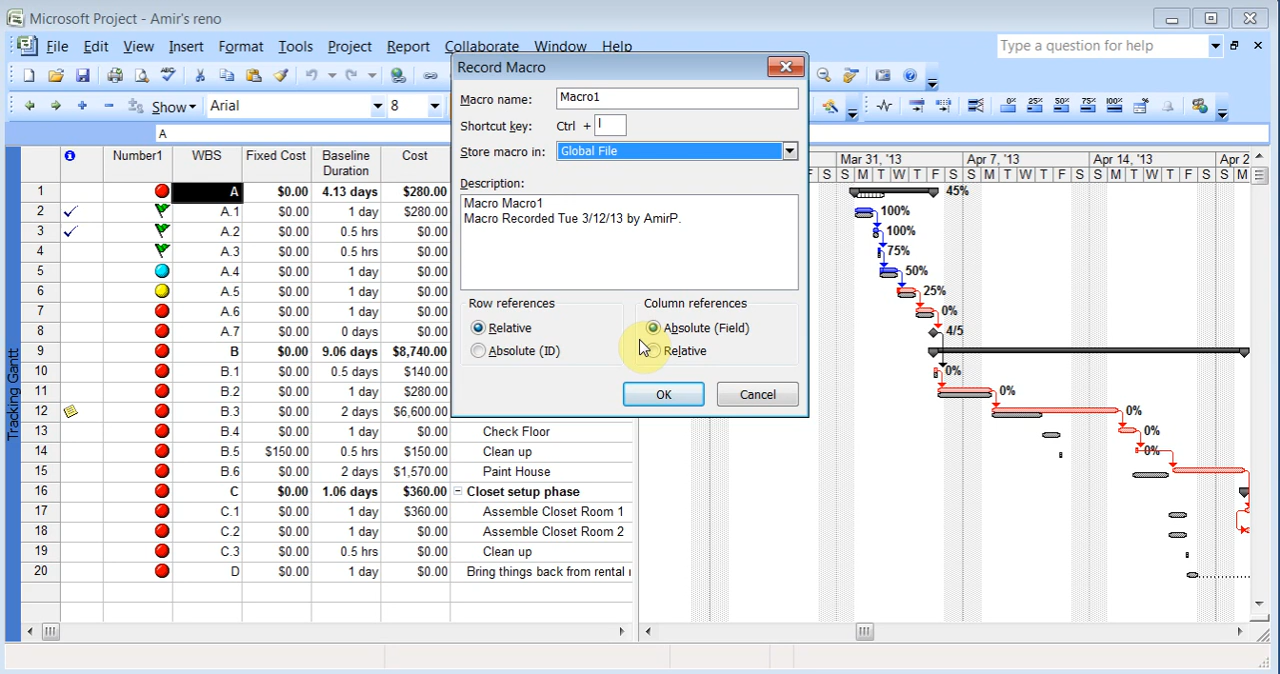 Microsoft Project - Amir's reno
File Edit View Insert Format Tools Project Report Collaborate Window Help
Type a question for help
Show Arial 8
0% 25% 50% 75% 100%
A
Record Macro
Macro name: Macro1
Shortcut key: Ctrl +
Store macro in: Global File
Description:
Macro Macro1
Macro Recorded Tue 3/12/13 by AmirP.
Row references Column references
Relative Absolute (Field)
Absolute (ID) Relative
OK Cancel
Tracking Gantt
Number1 WBS Fixed Cost Baseline Duration Cost
1 A $0.00 4.13 days $280.00
2 A.1 $0.00 1 day $280.00
3 A.2 $0.00 0.5 hrs $0.00
4 A.3 $0.00 0.5 hrs $0.00
5 A.4 $0.00 1 day $0.00
6 A.5 $0.00 1 day $0.00
7 A.6 $0.00 1 day $0.00
8 A.7 $0.00 0 days $0.00
9 B $0.00 9.06 days $8,740.00
10 B.1 $0.00 0.5 days $140.00
11 B.2 $0.00 1 day $280.00
12 B.3 $0.00 2 days $6,600.00
13 B.4 $0.00 1 day $0.00 Check Floor
14 B.5 $150.00 0.5 hrs $150.00 Clean up
15 B.6 $0.00 2 days $1,570.00 Paint House
16 C $0.00 1.06 days $360.00 Closet setup phase
17 C.1 $0.00 1 day $360.00 Assemble Closet Room 1
18 C.2 $0.00 1 day $0.00 Assemble Closet Room 2
19 C.3 $0.00 0.5 hrs $0.00 Clean up
20 D $0.00 1 day $0.00 Bring things back from rental
Mar 31, '13 Apr 7, '13 Apr 14, '13 Apr 2
F S S M T W T F S S M T W T F S S M T W T F S S M
45%
100%
100%
75%
50%
25%
0%
4/5
0%
0%
0%
0%
0%